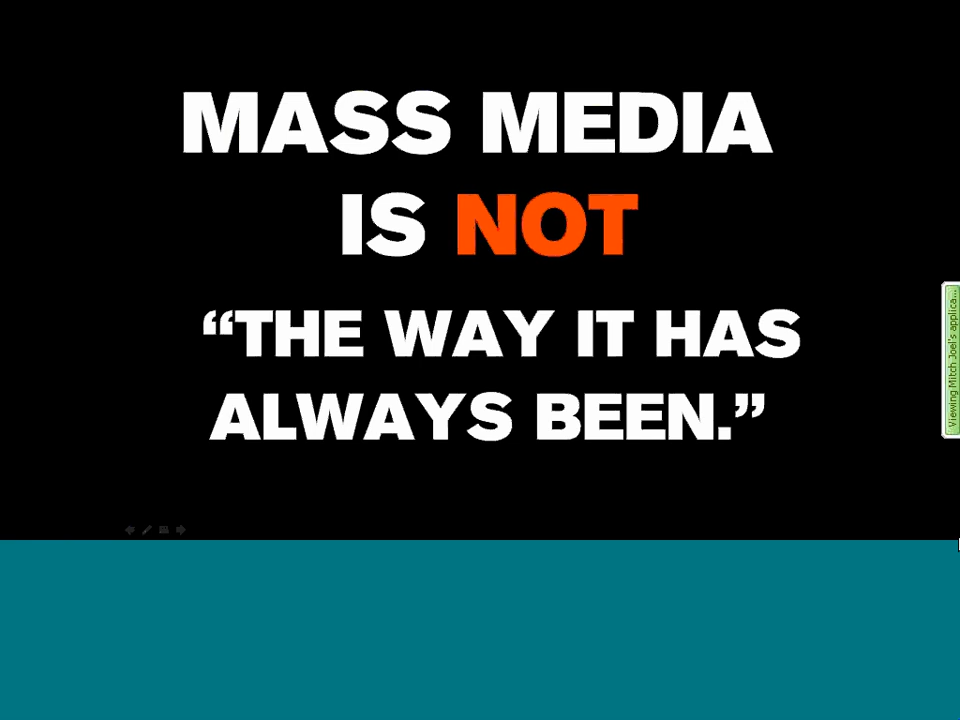 MASS MEDIA
IS NOT
“THE WAY IT HAS
ALWAYS BEEN.”
Viewing Mitch Joel's applica...